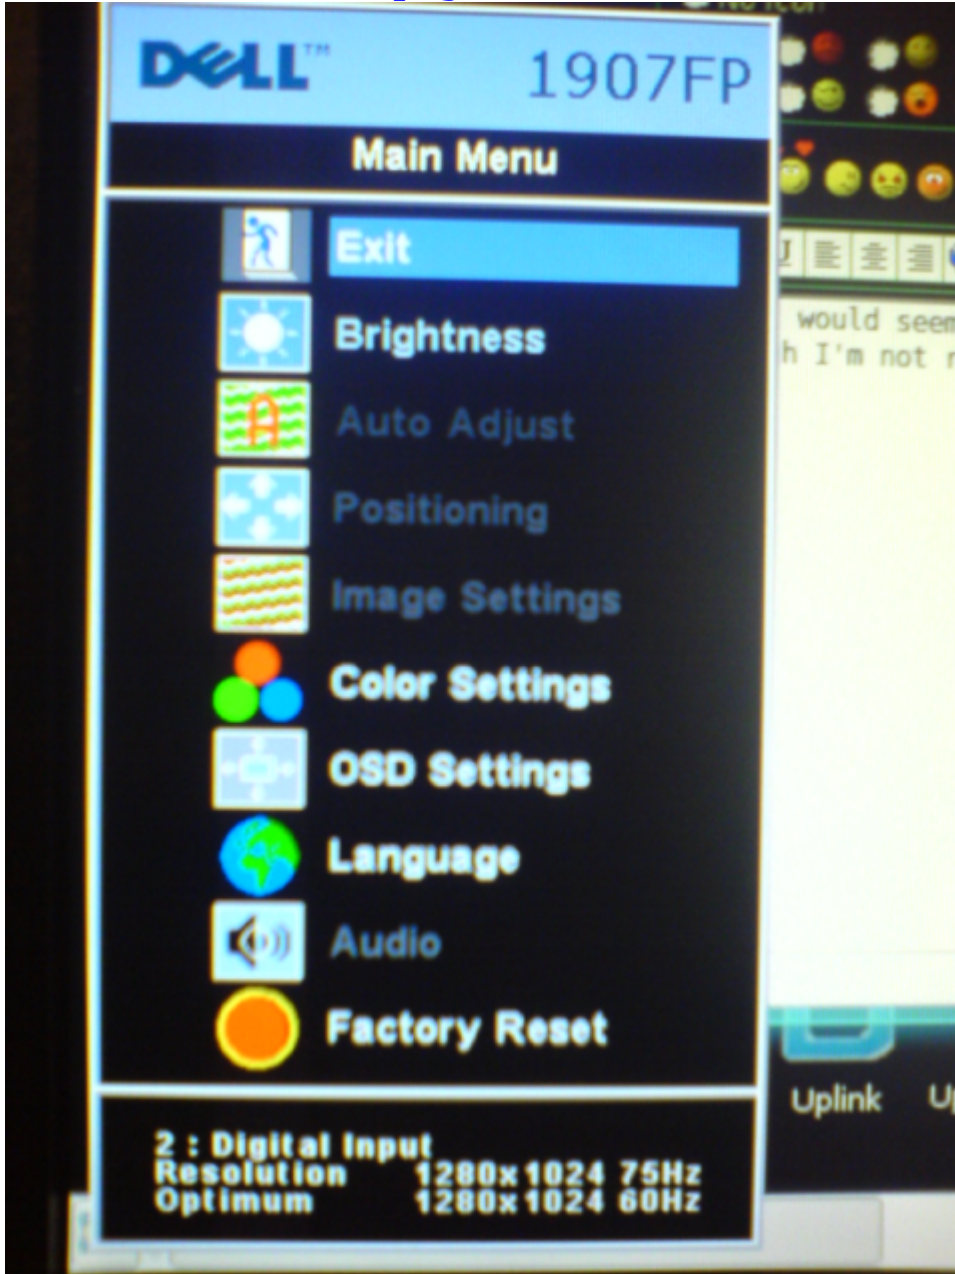 DELL™ 1907FP
Main Menu
Exit
Brightness
Auto Adjust
Positioning
Image Settings
Color Settings
OSD Settings
Language
Audio
Factory Reset
2 : Digital Input
Resolution 1280x1024 75Hz
Optimum 1280x1024 60Hz
would seem
I'm not
Uplink